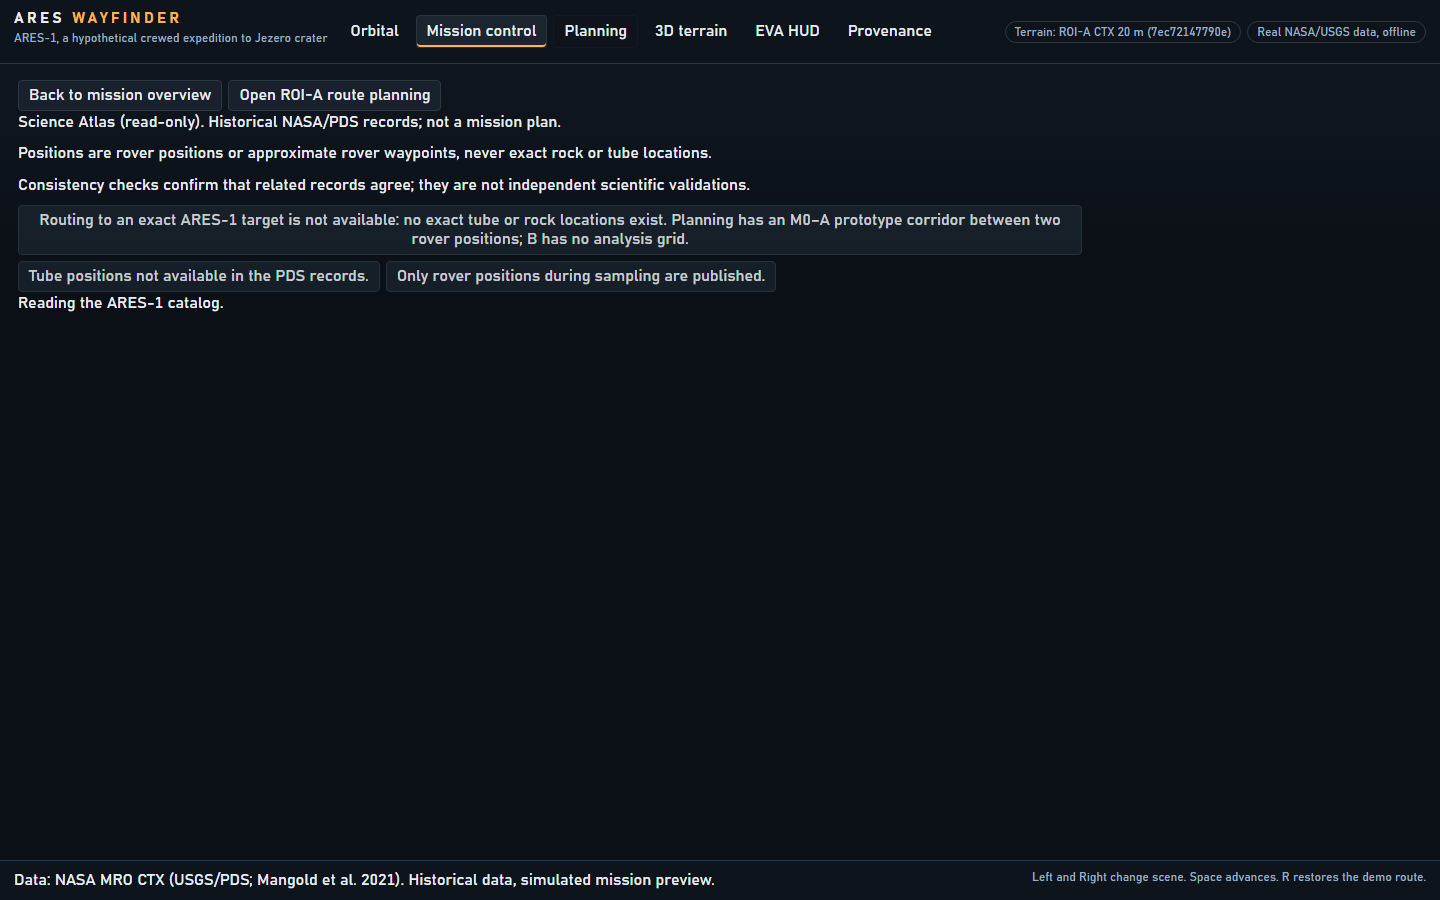 ARES WAYFINDER
ARES-1, a hypothetical crewed expedition to Jezero crater
Orbital
Mission control
Planning
3D terrain
EVA HUD
Provenance
Terrain: ROI-A CTX 20 m (7ec72147790e)
Real NASA/USGS data, offline
Back to mission overview
Open ROI-A route planning
Science Atlas (read-only). Historical NASA/PDS records; not a mission plan.
Positions are rover positions or approximate rover waypoints, never exact rock or tube locations.
Consistency checks confirm that related records agree; they are not independent scientific validations.
Routing to an exact ARES-1 target is not available: no exact tube or rock locations exist. Planning has an M0–A prototype corridor between two
rover positions; B has no analysis grid.
Tube positions not available in the PDS records.
Only rover positions during sampling are published.
Reading the ARES-1 catalog.
Data: NASA MRO CTX (USGS/PDS; Mangold et al. 2021). Historical data, simulated mission preview.
Left and Right change scene. Space advances. R restores the demo route.